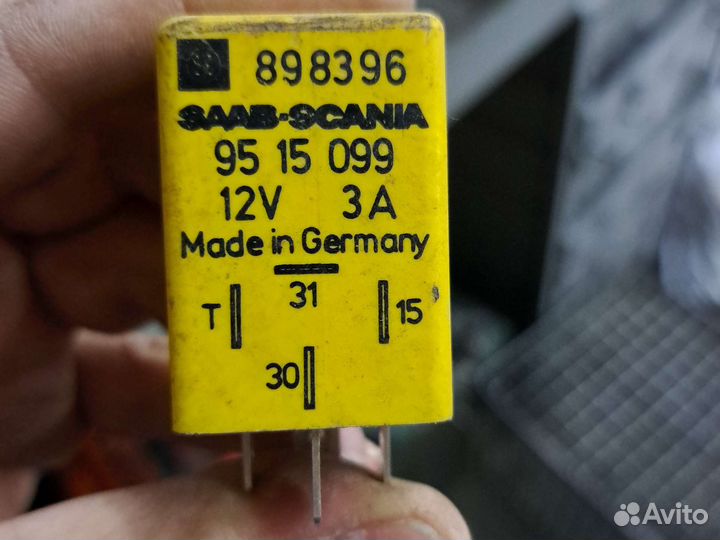 898396
SAAB-SCANIA
95 15 099
12V 3A
Made in Germany
31
T 15
30
Avito